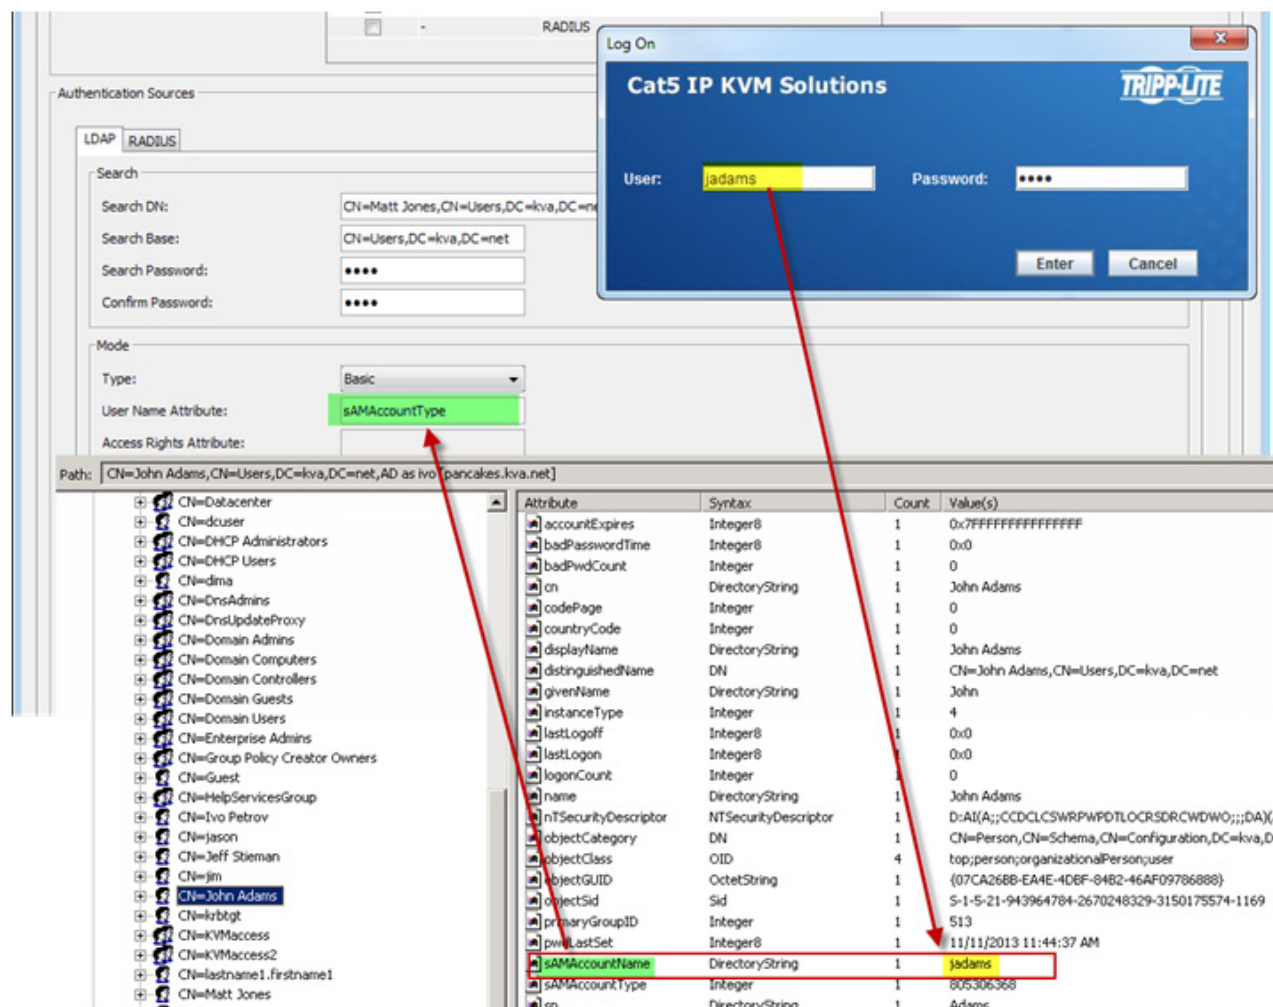 - RADIUS
Log On
x
Cat5 IP KVM Solutions
TRIPP·LITE
User: jadams Password: ••••
Enter Cancel
Authentication Sources
LDAP RADIUS
Search
Search DN: CN=Matt Jones,CN=Users,DC=kva,DC=ne
Search Base: CN=Users,DC=kva,DC=net
Search Password: ••••
Confirm Password: ••••
Mode
Type: Basic
User Name Attribute: sAMAccountType
Access Rights Attribute:
Path: CN=John Adams,CN=Users,DC=kva,DC=net,AD as ivo [pancakes.kva.net]
CN=Datacenter
CN=dcuser
CN=DHCP Administrators
CN=DHCP Users
CN=dima
CN=DnsAdmins
CN=DnsUpdateProxy
CN=Domain Admins
CN=Domain Computers
CN=Domain Controllers
CN=Domain Guests
CN=Domain Users
CN=Enterprise Admins
CN=Group Policy Creator Owners
CN=Guest
CN=HelpServicesGroup
CN=Ivo Petrov
CN=jason
CN=Jeff Stieman
CN=jim
CN=John Adams
CN=krbtgt
CN=KVMaccess
CN=KVMaccess2
CN=lastname1.firstname1
CN=Matt Jones
Attribute Syntax Count Value(s)
accountExpires Integer8 1 0x7FFFFFFFFFFFFFFF
badPasswordTime Integer8 1 0x0
badPwdCount Integer 1 0
cn DirectoryString 1 John Adams
codePage Integer 1 0
countryCode Integer 1 0
displayName DirectoryString 1 John Adams
distinguishedName DN 1 CN=John Adams,CN=Users,DC=kva,DC=net
givenName DirectoryString 1 John
instanceType Integer 1 4
lastLogoff Integer8 1 0x0
lastLogon Integer8 1 0x0
logonCount Integer 1 0
name DirectoryString 1 John Adams
nTSecurityDescriptor NTSecurityDescriptor 1 D:AI(A;;CCDCLCSWRPWPDTLOCRSDRCWDWO;;;DA)(
objectCategory DN 1 CN=Person,CN=Schema,CN=Configuration,DC=kva,D
objectClass OID 4 top;person;organizationalPerson;user
objectGUID OctetString 1 {07CA26BB-EA4E-4DBF-84B2-46AF09786888}
objectSid Sid 1 S-1-5-21-943964784-2670248329-3150175574-1169
primaryGroupID Integer 1 513
pwdLastSet Integer8 1 11/11/2013 11:44:37 AM
sAMAccountName DirectoryString 1 jadams
sAMAccountType Integer 1 805306368
sn DirectoryString 1 Adams